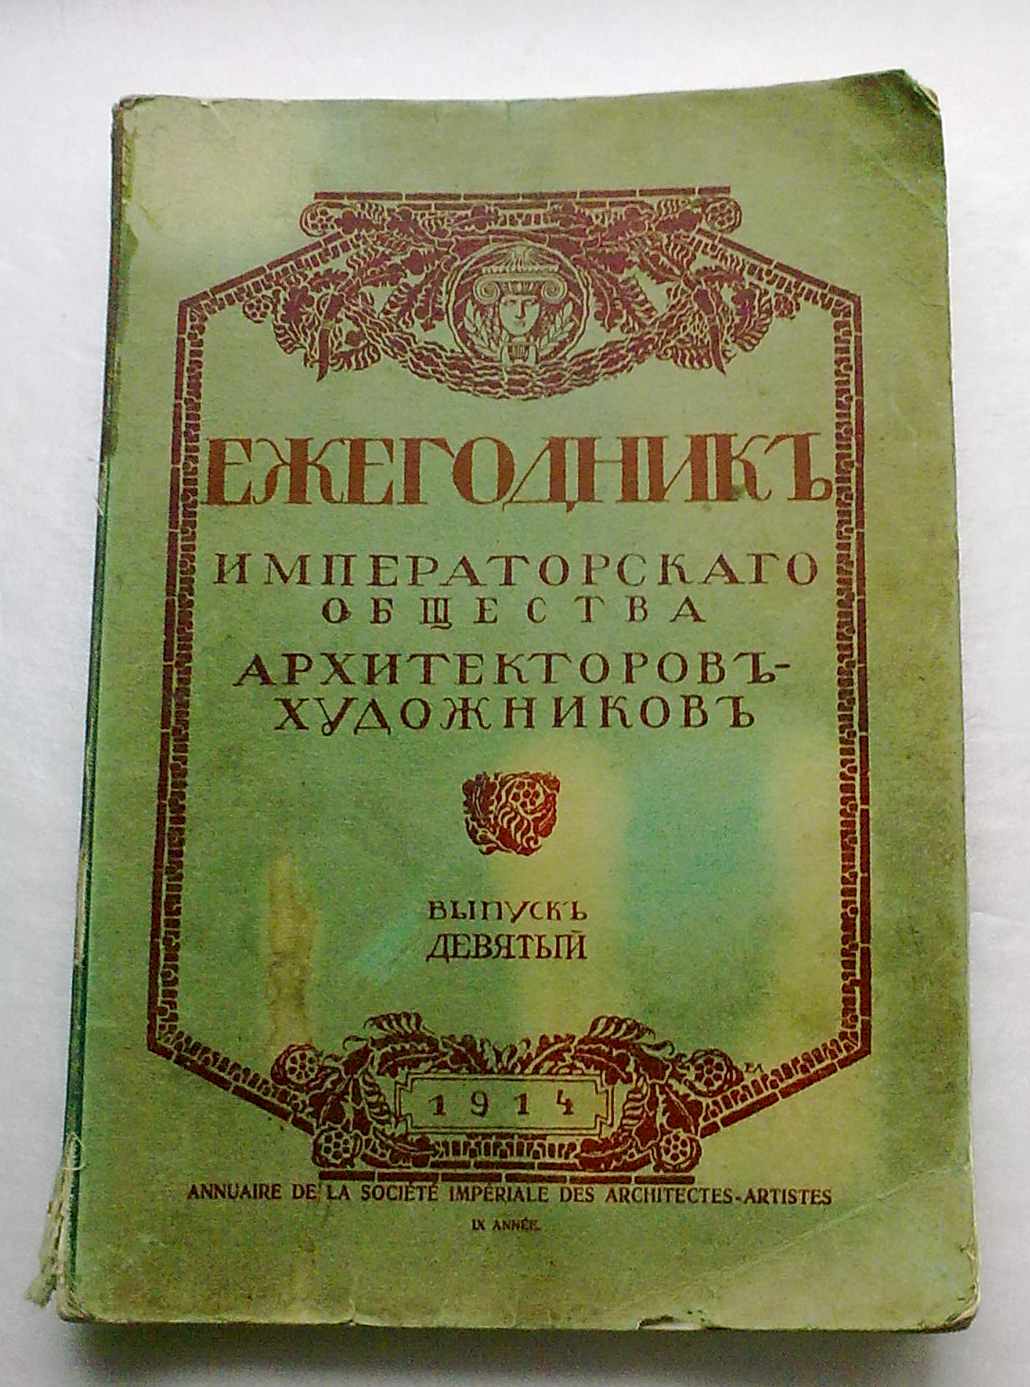 ЕЖЕГОДНИКЪ
ИМПЕРАТОРСКАГО
ОБЩЕСТВА
АРХИТЕКТОРОВЪ-
ХУДОЖНИКОВЪ
ВЫПУСКЪ
ДЕВЯТЫЙ
1914
ANNUAIRE DE LA SOCIÉTÉ IMPÉRIALE DES ARCHITECTES-ARTISTES
IX ANNÉE.